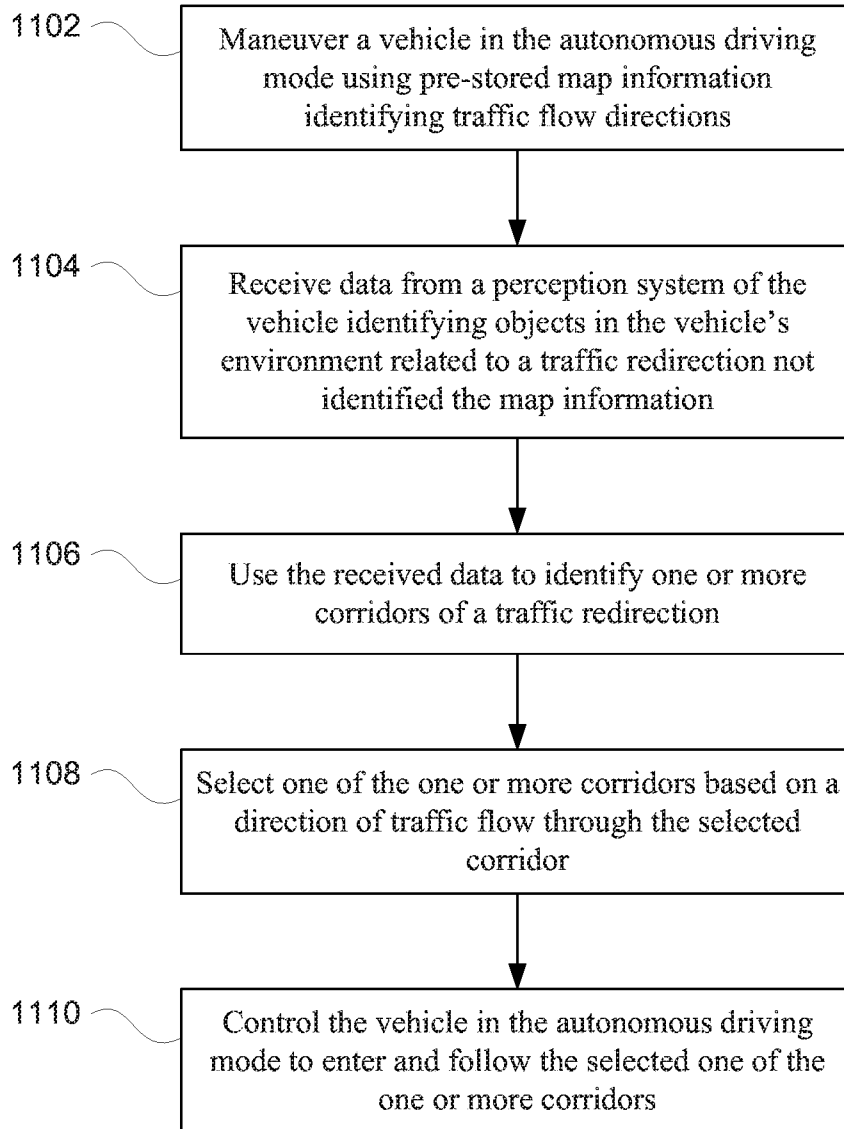 1102
Maneuver a vehicle in the autonomous driving
mode using pre-stored map information
identifying traffic flow directions
1104
Receive data from a perception system of the
vehicle identifying objects in the vehicle's
environment related to a traffic redirection not
identified the map information
1106
Use the received data to identify one or more
corridors of a traffic redirection
1108
Select one of the one or more corridors based on a
direction of traffic flow through the selected
corridor
1110
Control the vehicle in the autonomous driving
mode to enter and follow the selected one of the
one or more corridors